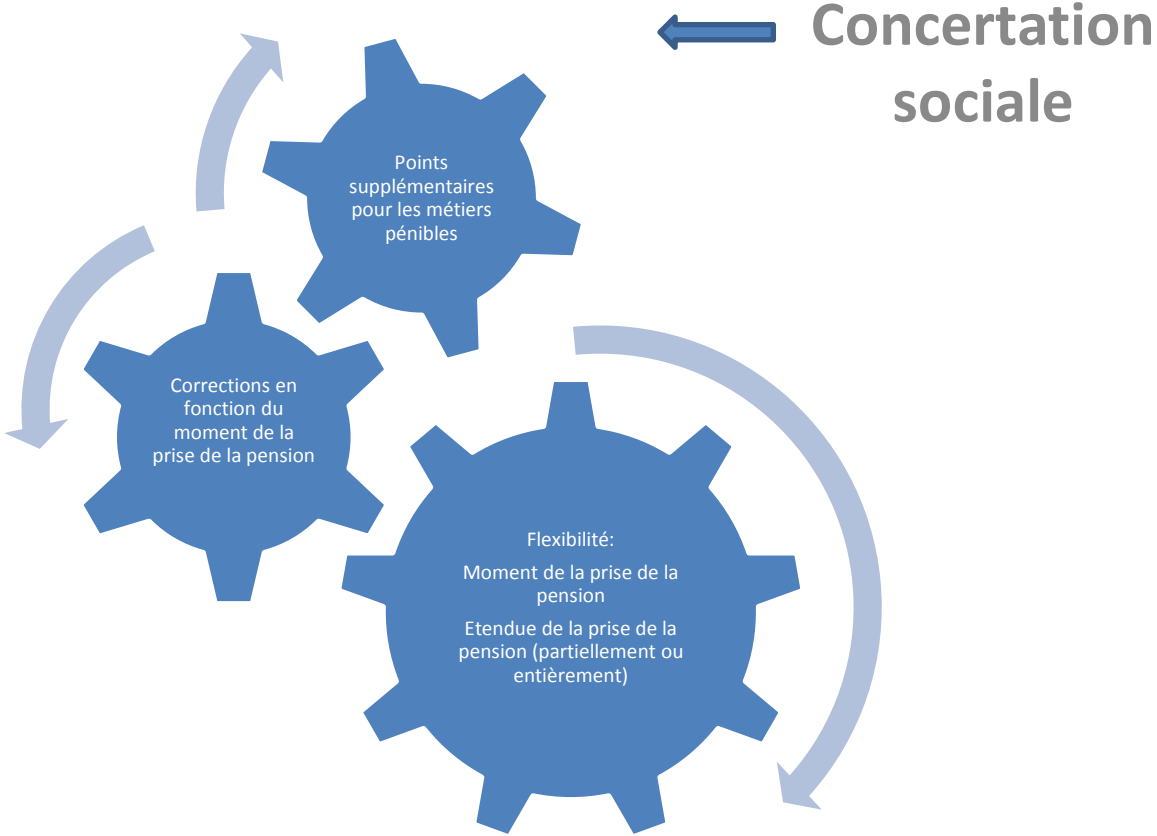 Concertation
sociale
Points
supplémentaires
pour les métiers
pénibles
Corrections en
fonction du
moment de la
prise de la pension
Flexibilité:
Moment de la prise de la
pension
Etendue de la prise de la
pension (partiellement ou
entièrement)